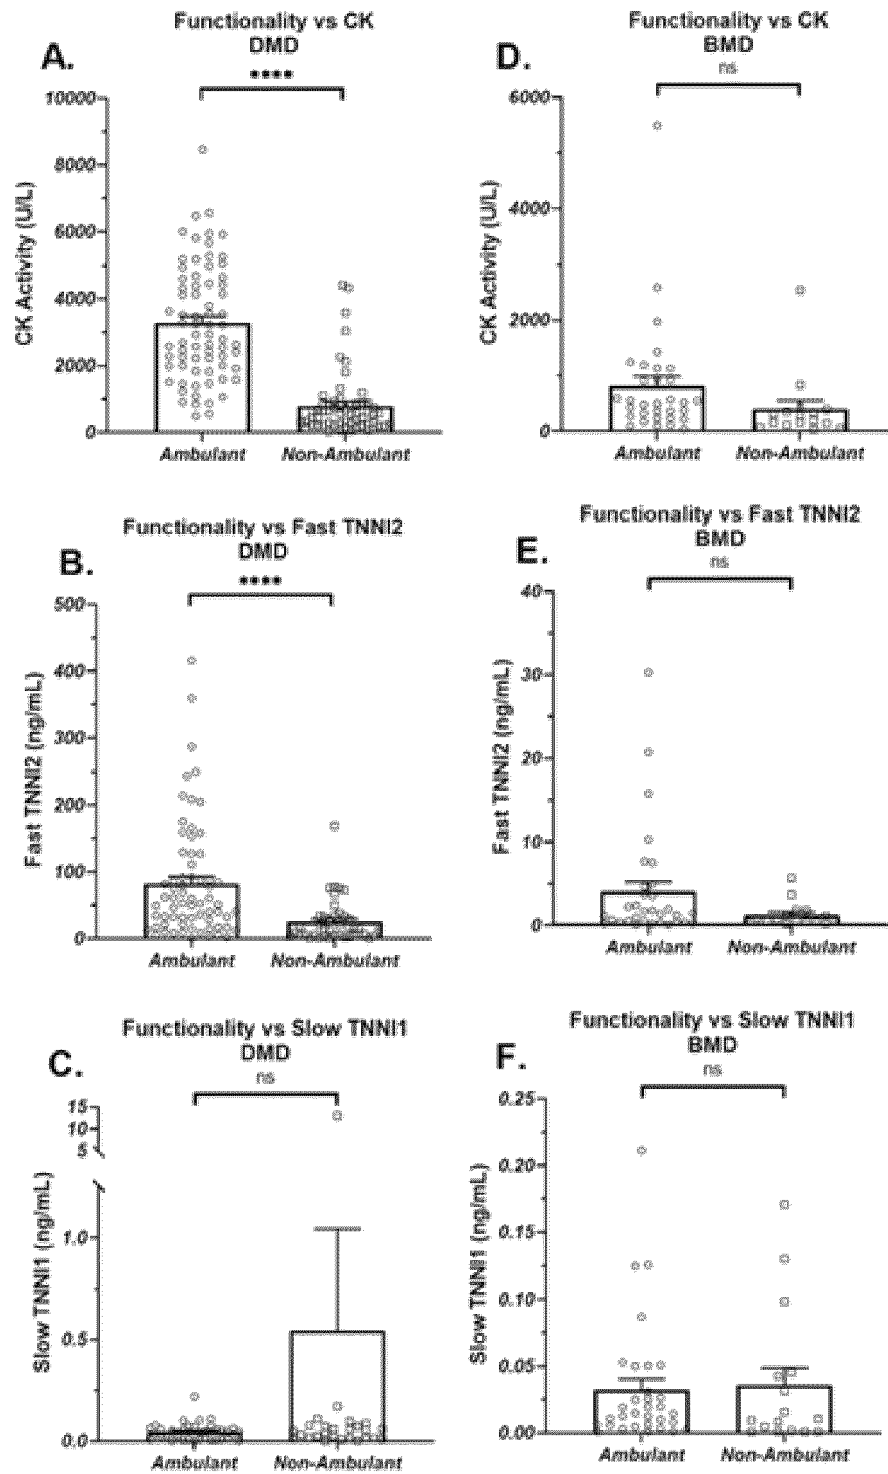 Functionality vs CK
DMD
A.
****
CK Activity (U/L)
10000
8000
6000
4000
2000
0
Ambulant Non-Ambulant
Functionality vs CK
BMD
D.
ns
CK Activity (U/L)
6000
4000
2000
0
Ambulant Non-Ambulant
Functionality vs Fast TNNI2
DMD
B.
****
Fast TNNI2 (ng/mL)
500
400
300
200
100
0
Ambulant Non-Ambulant
Functionality vs Fast TNNI2
BMD
E.
ns
Fast TNNI2 (ng/mL)
40
30
20
10
0
Ambulant Non-Ambulant
Functionality vs Slow TNNI1
DMD
C.
ns
Slow TNNI1 (ng/mL)
15
10
5
1.0
0.5
0.0
Ambulant Non-Ambulant
Functionality vs Slow TNNI1
BMD
F.
ns
Slow TNNI1 (ng/mL)
0.25
0.20
0.15
0.10
0.05
0.00
Ambulant Non-Ambulant